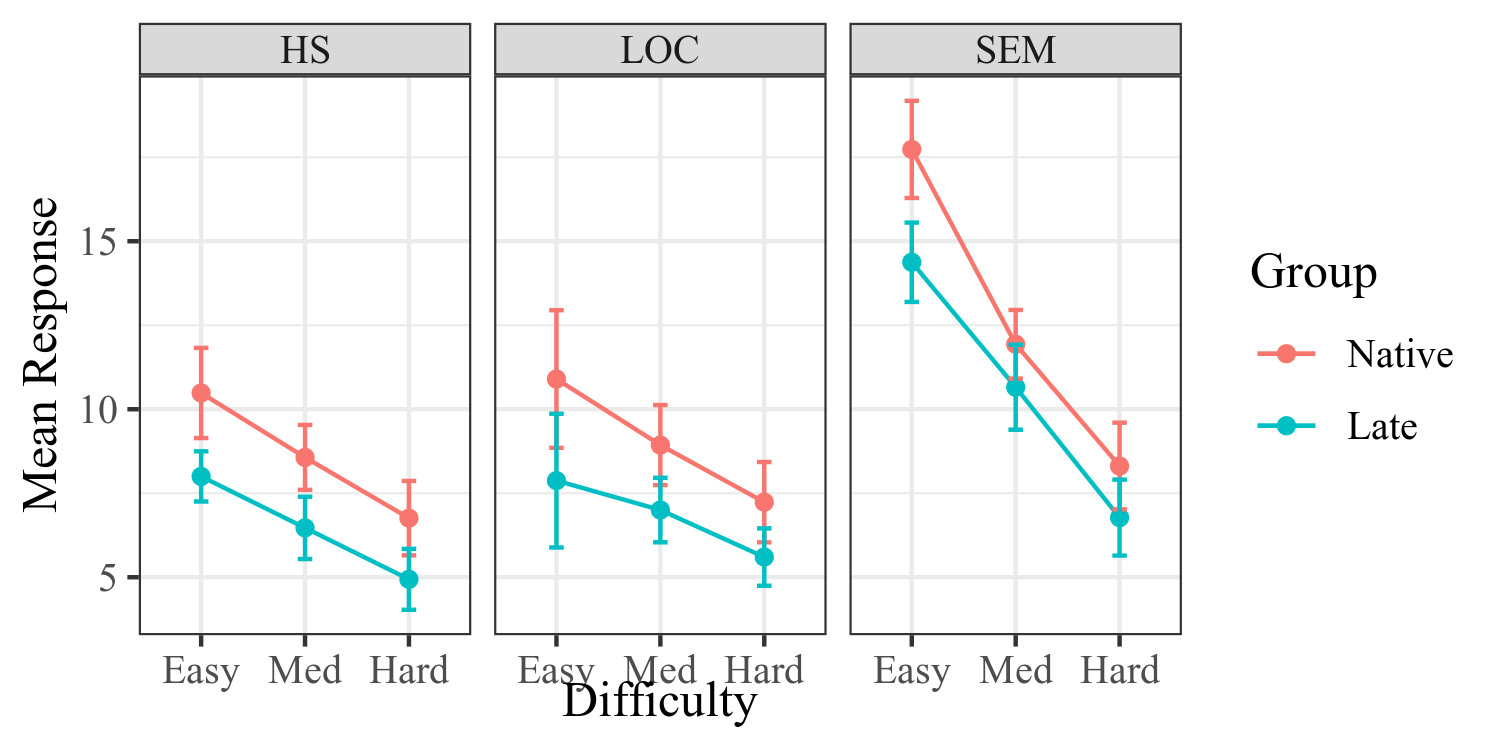 HS LOC SEM
Mean Response
15
10
5
Easy Med Hard Easy Med Hard Easy Med Hard
Difficulty
Group
Native
Late